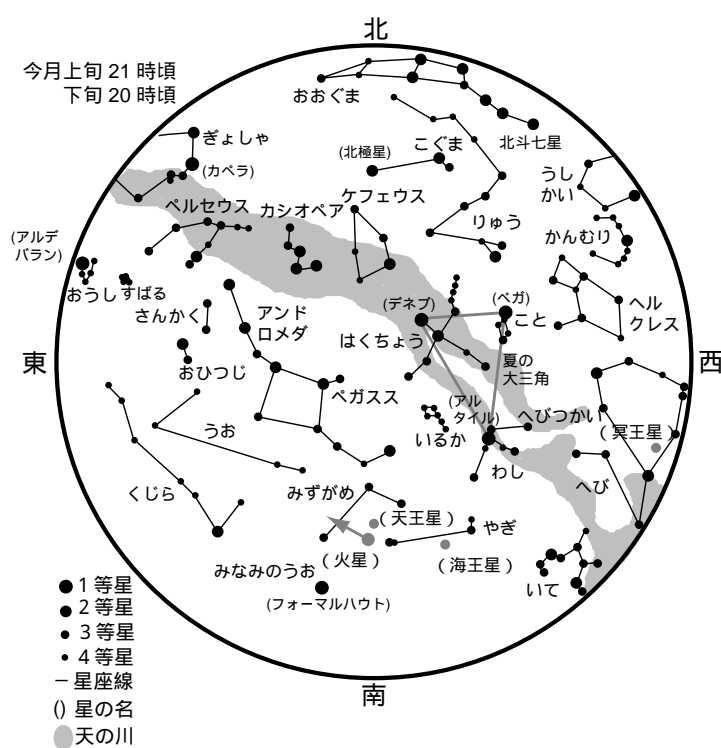 北
今月上旬 21 時頃
下旬 20 時頃
おおぐま
北斗七星
ぎょしゃ
(カペラ)
こぐま
(北極星)
うし
かい
ケフェウス
ペルセウス
カシオペア
りゅう
かんむり
(アルデ
バラン)
おうし
すばる
さんかく
アンド
ロメダ
(デネブ)
(ベガ)
こと
ヘル
クレス
はくちょう
夏の
大三角
東
西
おひつじ
ペガスス
(アル
タイル)
へびつかい
いるか
(冥王星)
うお
わし
へび
くじら
みずがめ
(天王星)
やぎ
(火星)
(海王星)
みなみのうお
(フォーマルハウト)
いて
南
1 等星
2 等星
3 等星
4 等星
− 星座線
() 星の名
天の川